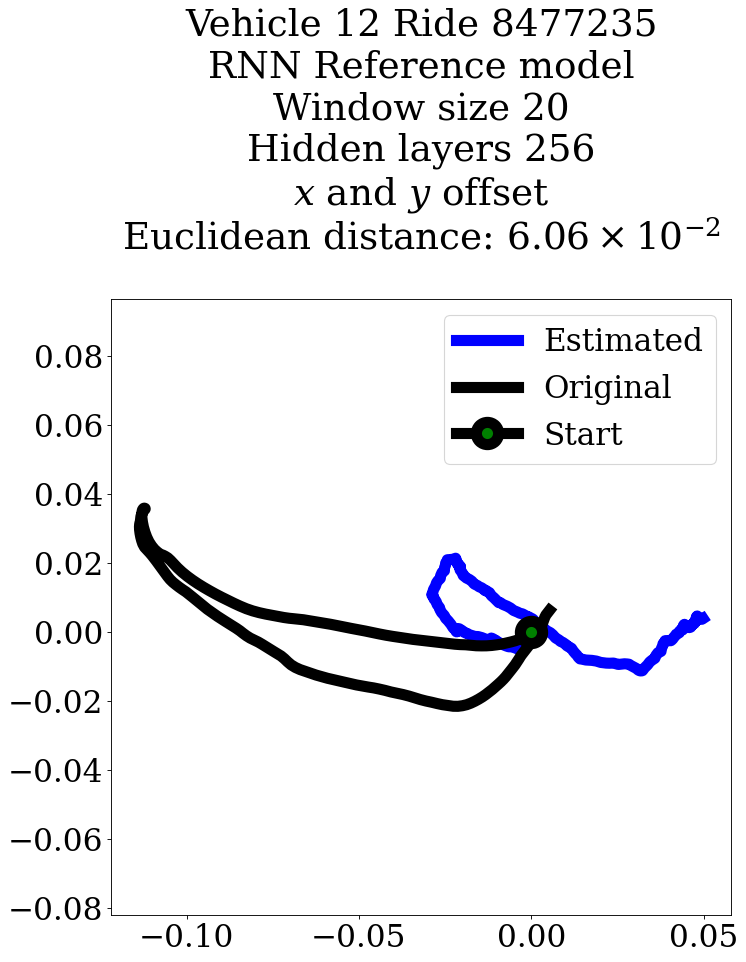 Vehicle 12 Ride 8477235
RNN Reference model
Window size 20
Hidden layers 256
x and y offset
Euclidean distance: 6.06 × 10⁻²
Estimated
Original
Start
0.08
0.06
0.04
0.02
0.00
−0.02
−0.04
−0.06
−0.08
−0.10
−0.05
0.00
0.05